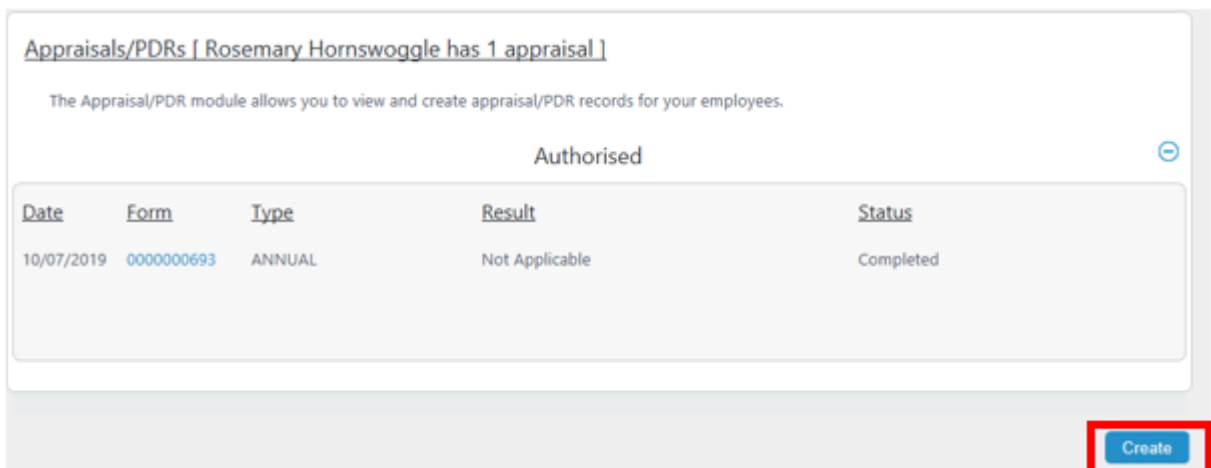 Appraisals/PDRs [ Rosemary Hornswoggle has 1 appraisal ]
The Appraisal/PDR module allows you to view and create appraisal/PDR records for your employees.
Authorised
Date Form Type Result Status
10/07/2019 0000000693 ANNUAL Not Applicable Completed
Create